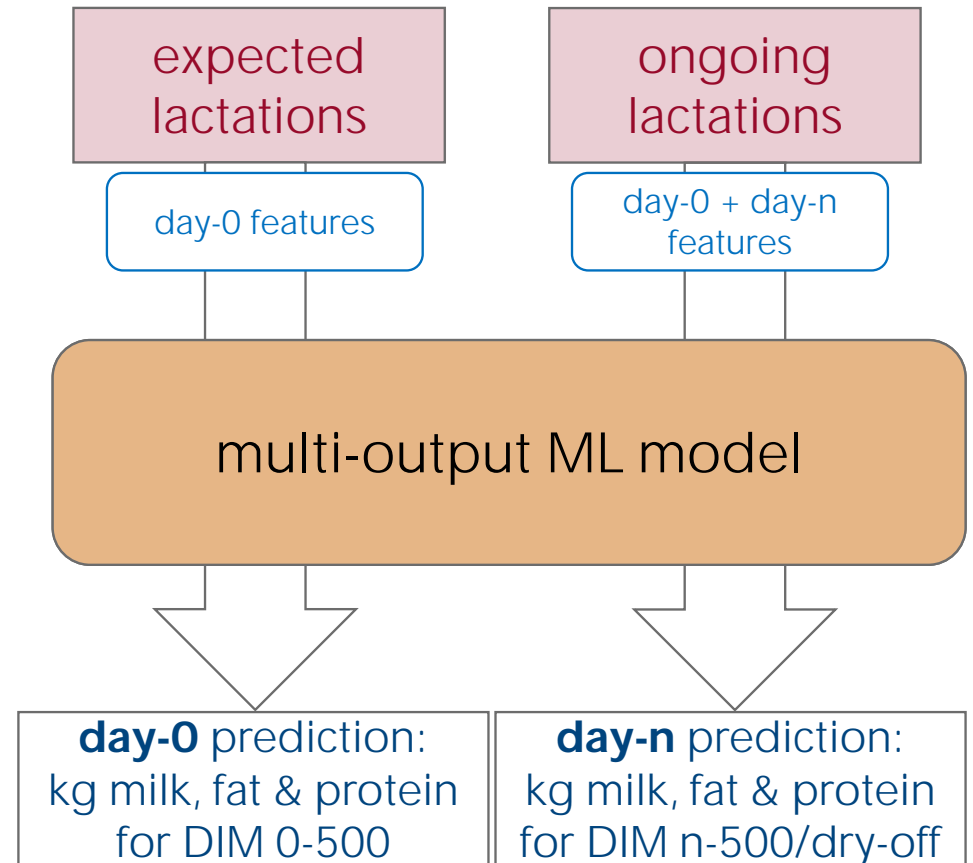 expected
lactations
ongoing
lactations
day-0 features
day-0 + day-n
features
multi-output ML model
day-0 prediction:
kg milk, fat & protein
for DIM 0-500
day-n prediction:
kg milk, fat & protein
for DIM n-500/dry-off